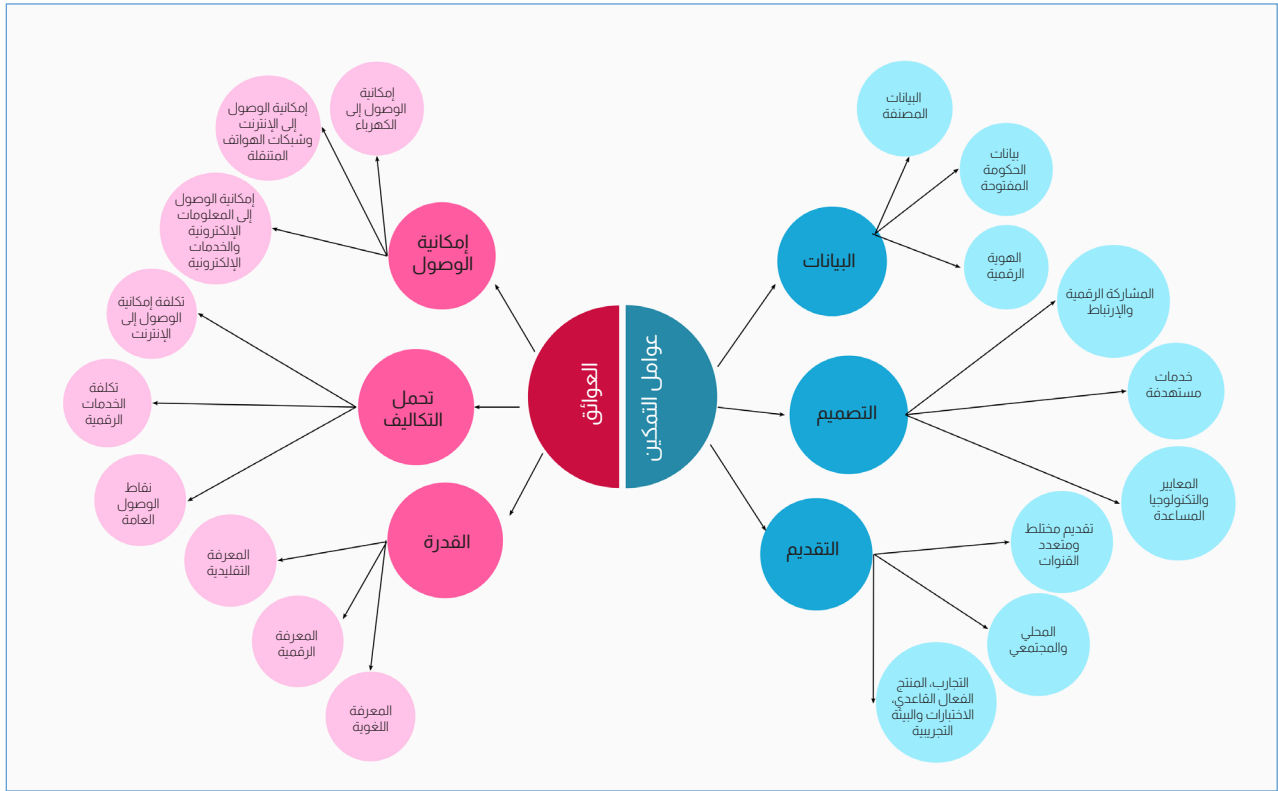 عوامل التمكين
البيانات
البيانات
المصنفة
بيانات
الحكومة
المفتوحة
الهوية
الرقمية
التصميم
المشاركة الرقمية
والإرتباط
خدمات
مستهدفة
المعايير
والتكنولوجيا
المساعدة
التقديم
تقديم مختلط
ومتعدد
القنوات
المحلي
والمجتمعي
التجارب، المنتج
الفعال القاعدي،
الاختبارات والبيئة
التجريبية
العوائق
إمكانية
الوصول
إمكانية
الوصول إلى
الكهرباء
إمكانية الوصول
إلى الإنترنت
وشبكات الهواتف
المتنقلة
إمكانية الوصول
إلى المعلومات
الإلكترونية
والخدمات
الإلكترونية
تحمل
التكاليف
تكلفة إمكانية
الوصول إلى
الإنترنت
تكلفة
الخدمات
الرقمية
نقاط
الوصول
العامة
القدرة
المعرفة
التقليدية
المعرفة
الرقمية
المعرفة
اللغوية